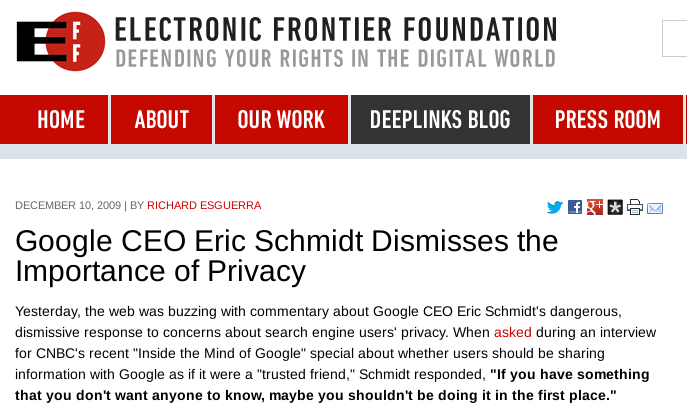 EFF
ELECTRONIC FRONTIER FOUNDATION
DEFENDING YOUR RIGHTS IN THE DIGITAL WORLD
HOME ABOUT OUR WORK DEEPLINKS BLOG PRESS ROOM
DECEMBER 10, 2009 | BY RICHARD ESGUERRA
Google CEO Eric Schmidt Dismisses the
Importance of Privacy
Yesterday, the web was buzzing with commentary about Google CEO Eric Schmidt's dangerous,
dismissive response to concerns about search engine users' privacy. When asked during an interview
for CNBC's recent "Inside the Mind of Google" special about whether users should be sharing
information with Google as if it were a "trusted friend," Schmidt responded, "If you have something
that you don't want anyone to know, maybe you shouldn't be doing it in the first place."